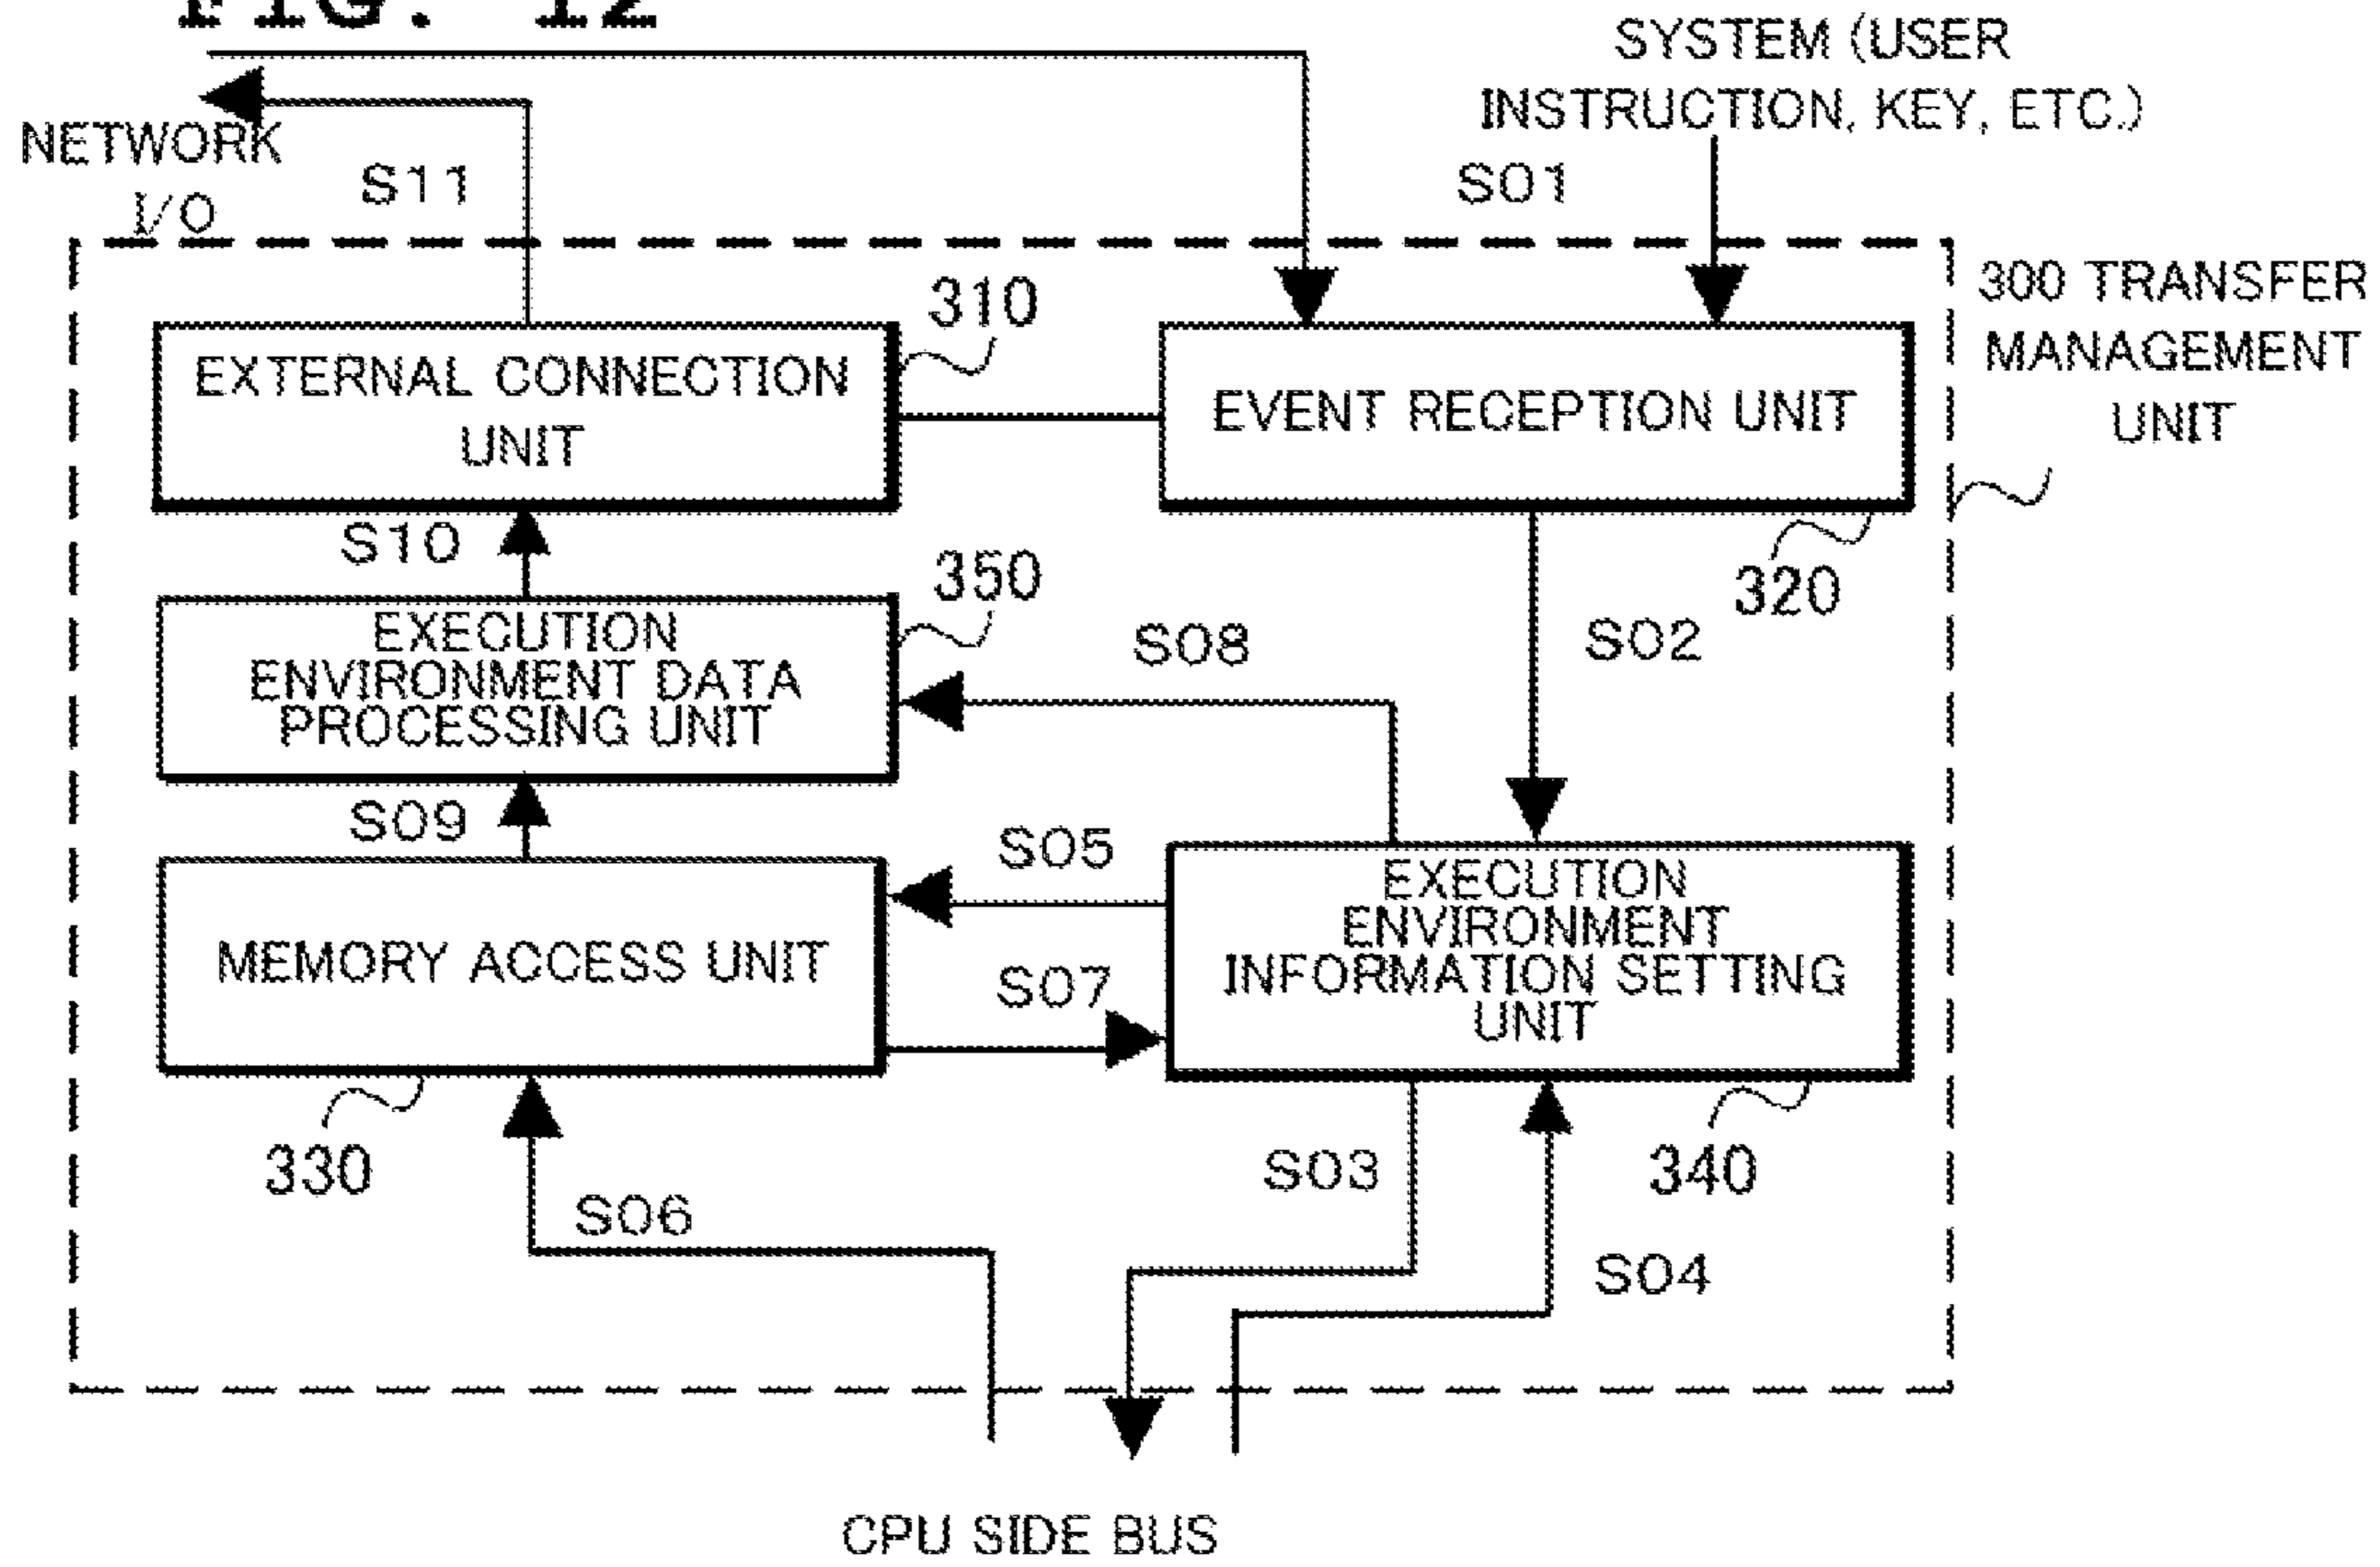 FIG. 12
SYSTEM (USER
INSTRUCTION, KEY, ETC.)
NETWORK
I/O
S11
S01
300 TRANSFER
MANAGEMENT
UNIT
310
EXTERNAL CONNECTION
UNIT
EVENT RECEPTION UNIT
S10
350
320
EXECUTION
ENVIRONMENT DATA
PROCESSING UNIT
S08
S02
S09
S05
MEMORY ACCESS UNIT
S07
EXECUTION
ENVIRONMENT
INFORMATION SETTING
UNIT
330
S06
S03
340
S04
CPU SIDE BUS